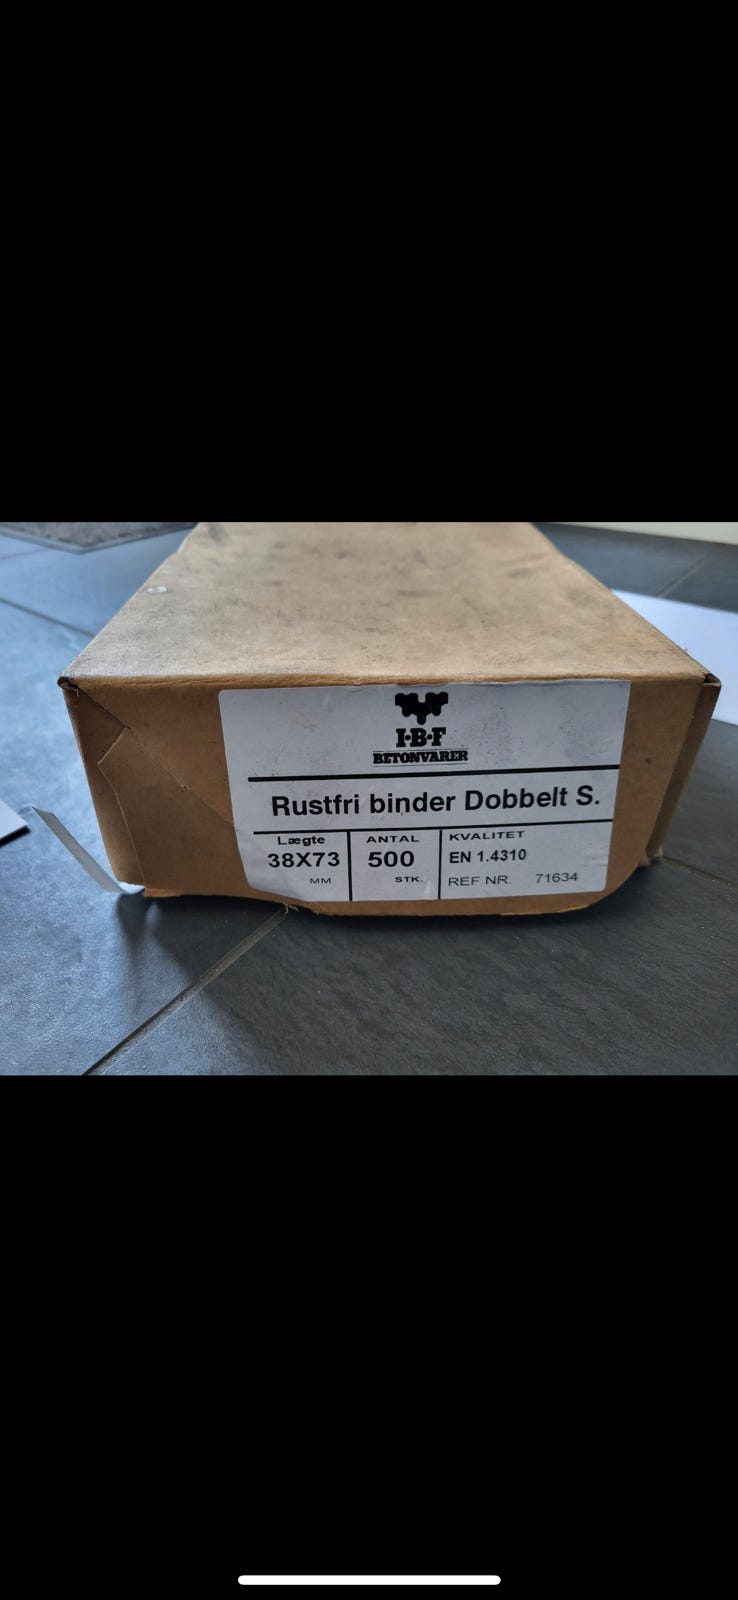 I·B·F
BETONVARER
Rustfri binder Dobbelt S.
Lægte
38X73
MM
ANTAL
500
STK.
KVALITET
EN 1.4310
REF NR. 71634